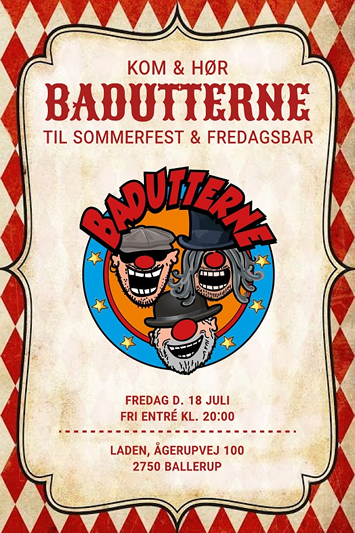 KOM & HØR
BADUTTERNE
TIL SOMMERFEST & FREDAGSBAR
BADUTTERNE
FREDAG D. 18 JULI
FRI ENTRÉ KL. 20:00
LADEN, ÅGERUPVEJ 100
2750 BALLERUP